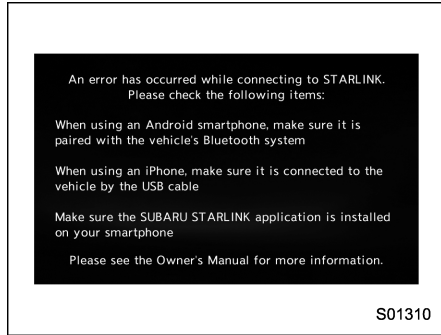 An error has occurred while connecting to STARLINK.
Please check the following items:
When using an Android smartphone, make sure it is
paired with the vehicle's Bluetooth system
When using an iPhone, make sure it is connected to the
vehicle by the USB cable
Make sure the SUBARU STARLINK application is installed
on your smartphone
Please see the Owner's Manual for more information.
S01310